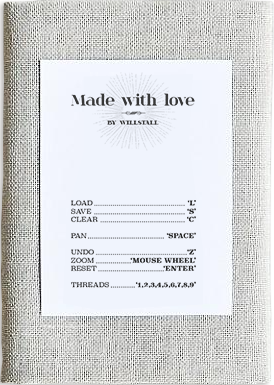 Made with love
BY WILLSTALL
LOAD ................................ 'L'
SAVE ................................ 'S'
CLEAR .............................. 'C'
PAN ............................ 'SPACE'
UNDO ................................ 'Z'
ZOOM ................ 'MOUSE WHEEL'
RESET ........................ 'ENTER'
THREADS ......... '1,2,3,4,5,6,7,8,9'